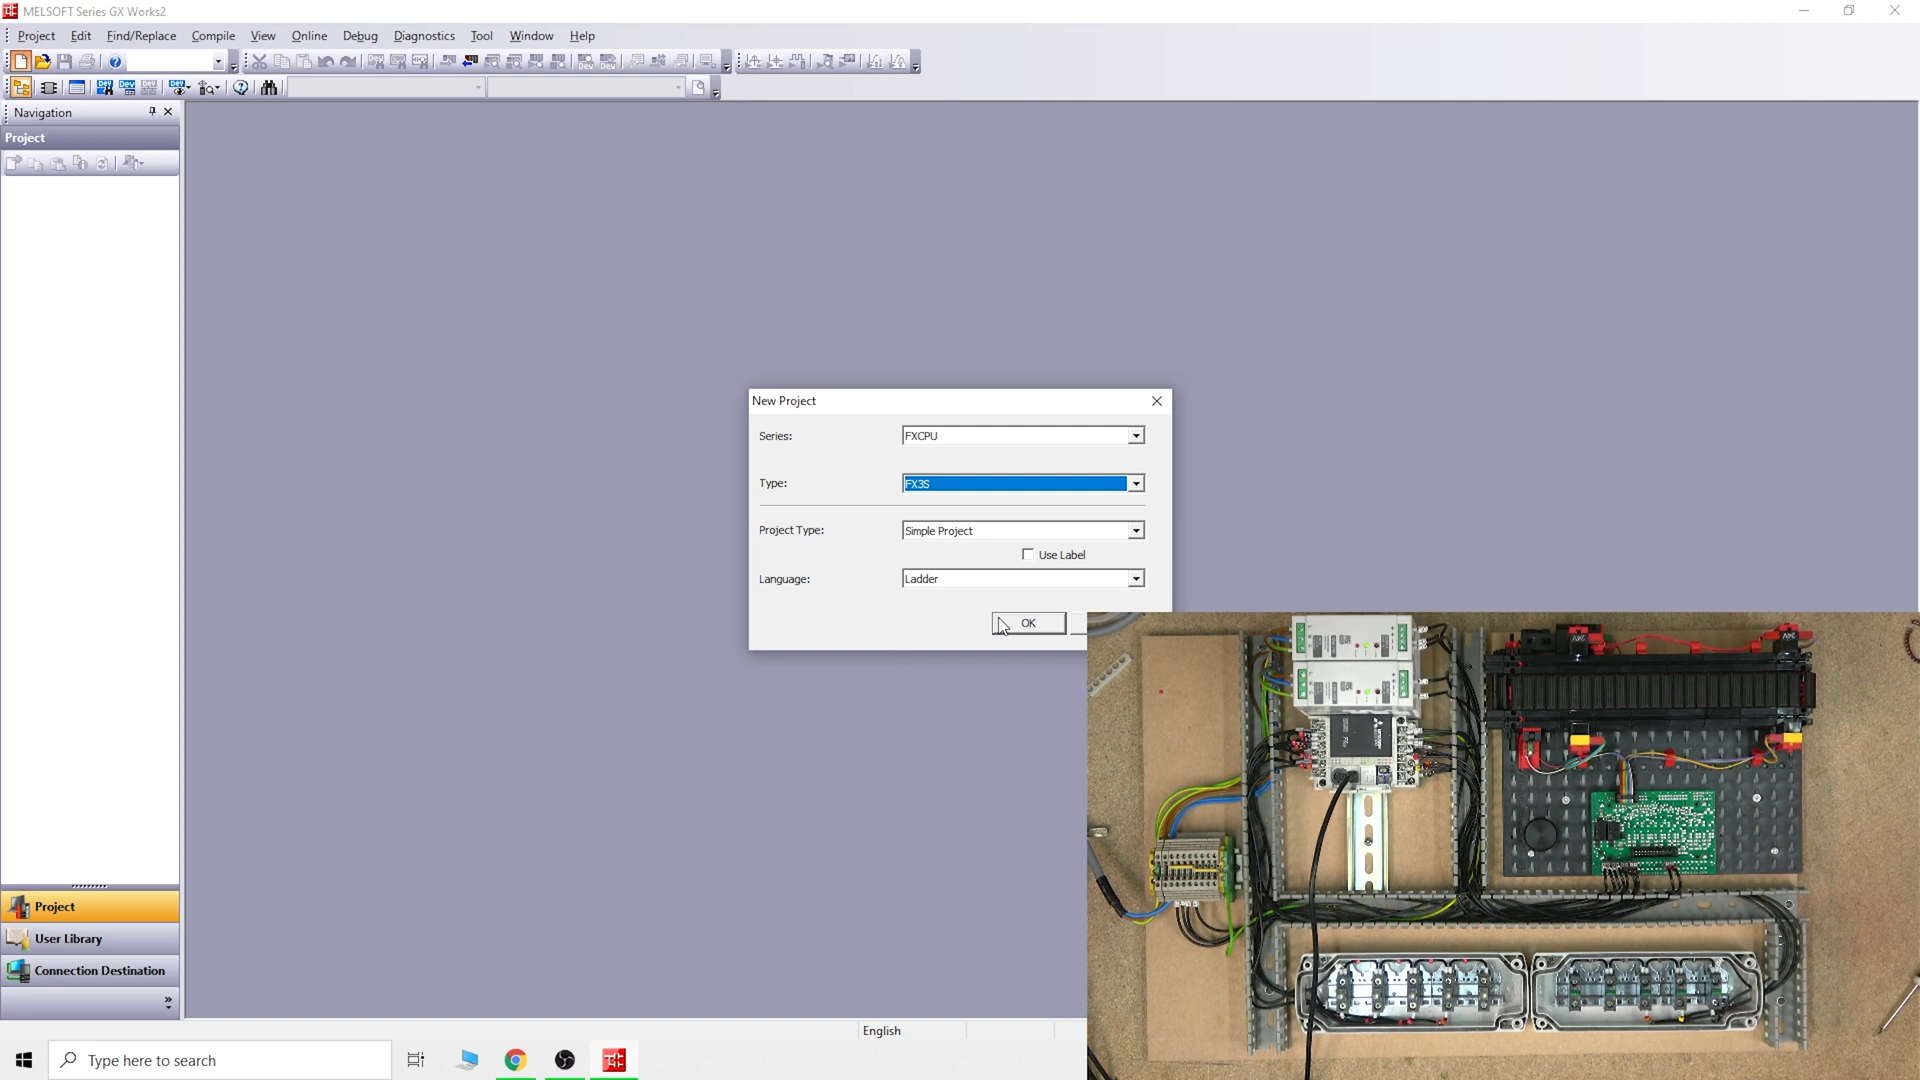 MELSOFT Series GX Works2
Project Edit Find/Replace Compile View Online Debug Diagnostics Tool Window Help
Navigation
Project
New Project
Series: FXCPU
Type: FX3S
Project Type: Simple Project
Use Label
Language: Ladder
OK
Project
User Library
Connection Destination
English
Type here to search
24V
24V